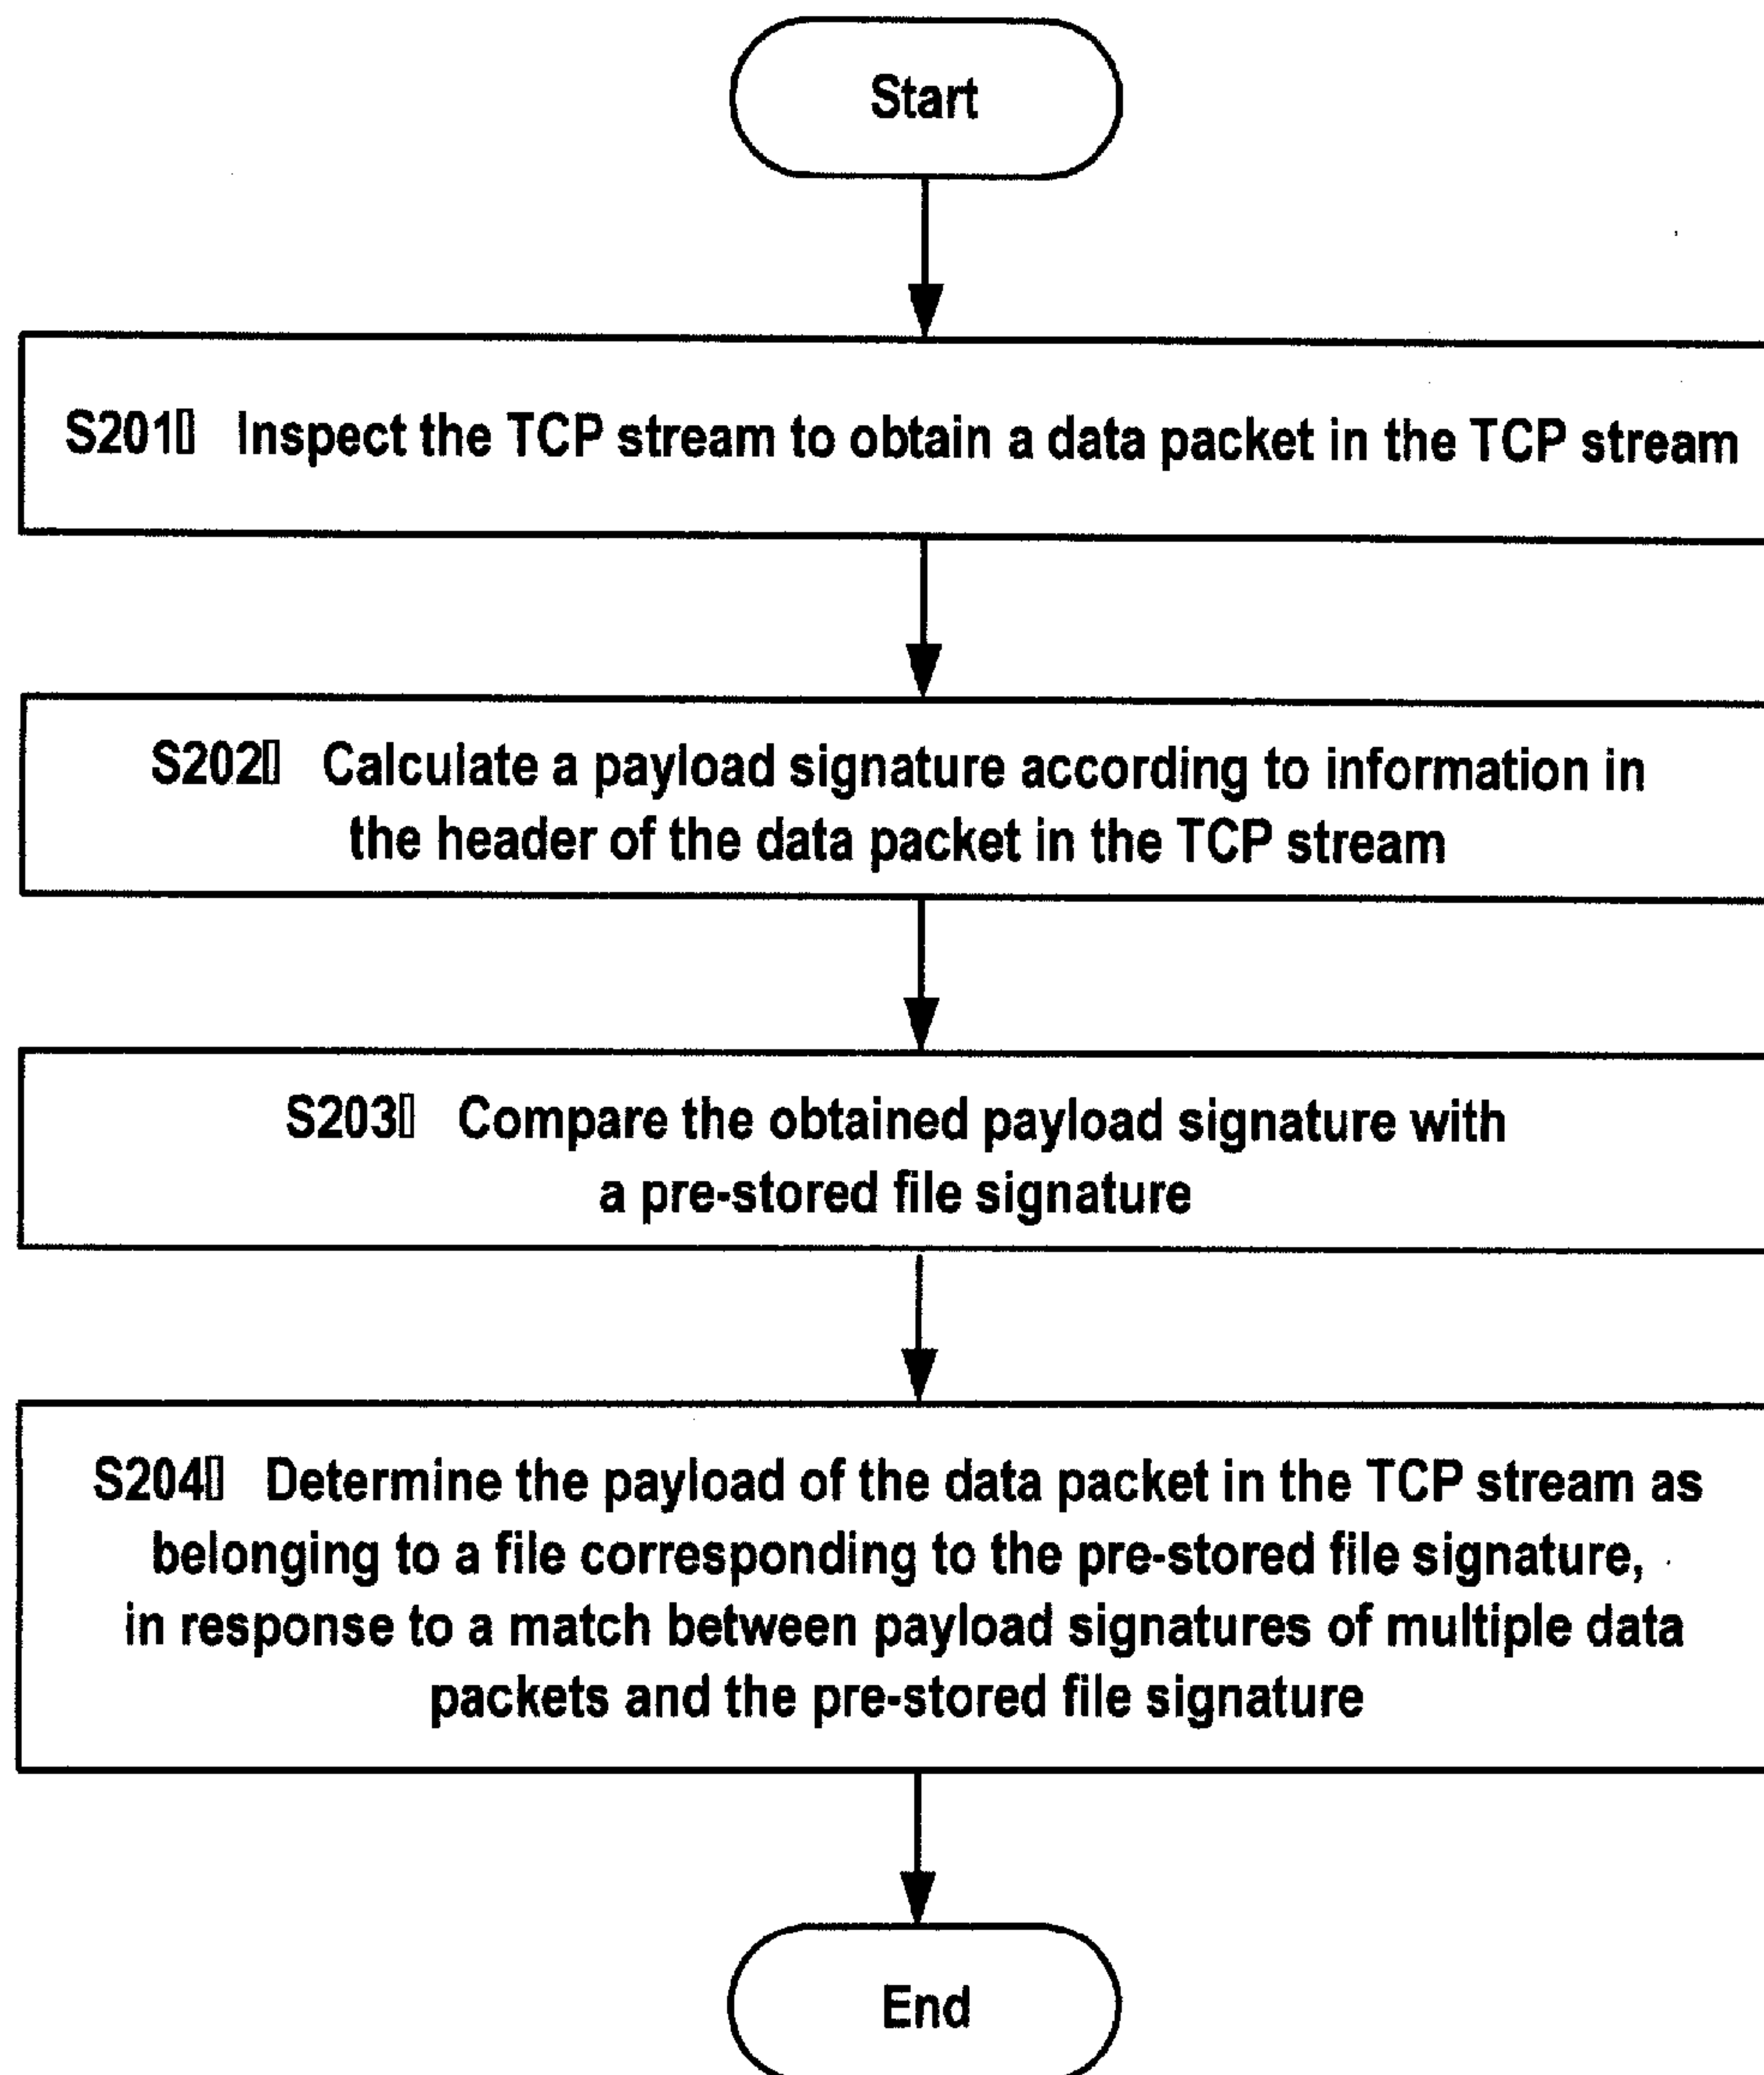 Start
S201▯ Inspect the TCP stream to obtain a data packet in the TCP stream
S202▯ Calculate a payload signature according to information in
the header of the data packet in the TCP stream
S203▯ Compare the obtained payload signature with
a pre-stored file signature
S204▯ Determine the payload of the data packet in the TCP stream as
belonging to a file corresponding to the pre-stored file signature,
in response to a match between payload signatures of multiple data
packets and the pre-stored file signature
End